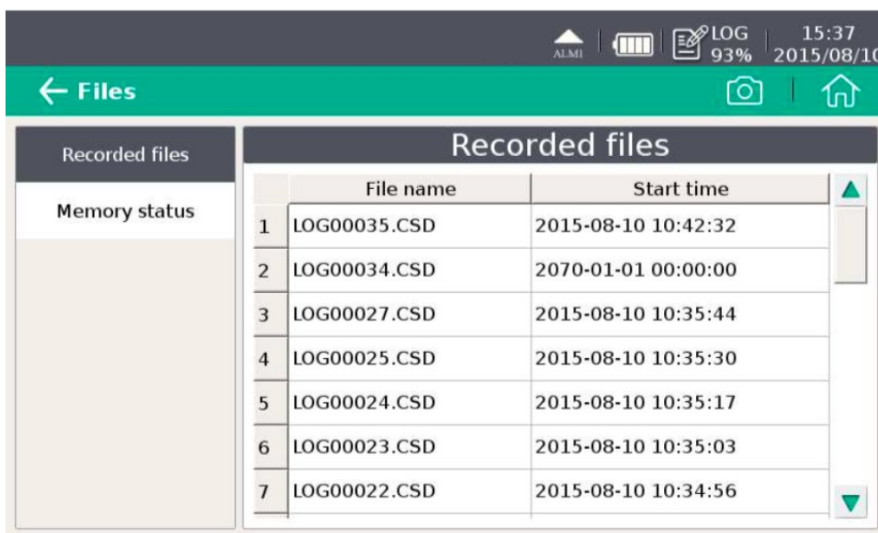 LOG 15:37
ALM1 93% 2015/08/10
Files
Recorded files
Memory status
Recorded files
File name Start time
1 LOG00035.CSD 2015-08-10 10:42:32
2 LOG00034.CSD 2070-01-01 00:00:00
3 LOG00027.CSD 2015-08-10 10:35:44
4 LOG00025.CSD 2015-08-10 10:35:30
5 LOG00024.CSD 2015-08-10 10:35:17
6 LOG00023.CSD 2015-08-10 10:35:03
7 LOG00022.CSD 2015-08-10 10:34:56